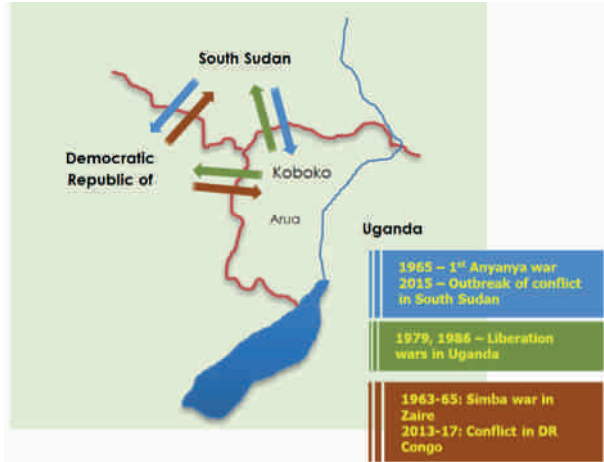 South Sudan
Democratic
Republic of
Koboko
Arua
Uganda
1965 – 1st Anyanya war
2015 – Outbreak of conflict
in South Sudan
1979, 1986 – Liberation
wars in Uganda
1963-65: Simba war in
Zaire
2013-17: Conflict in DR
Congo